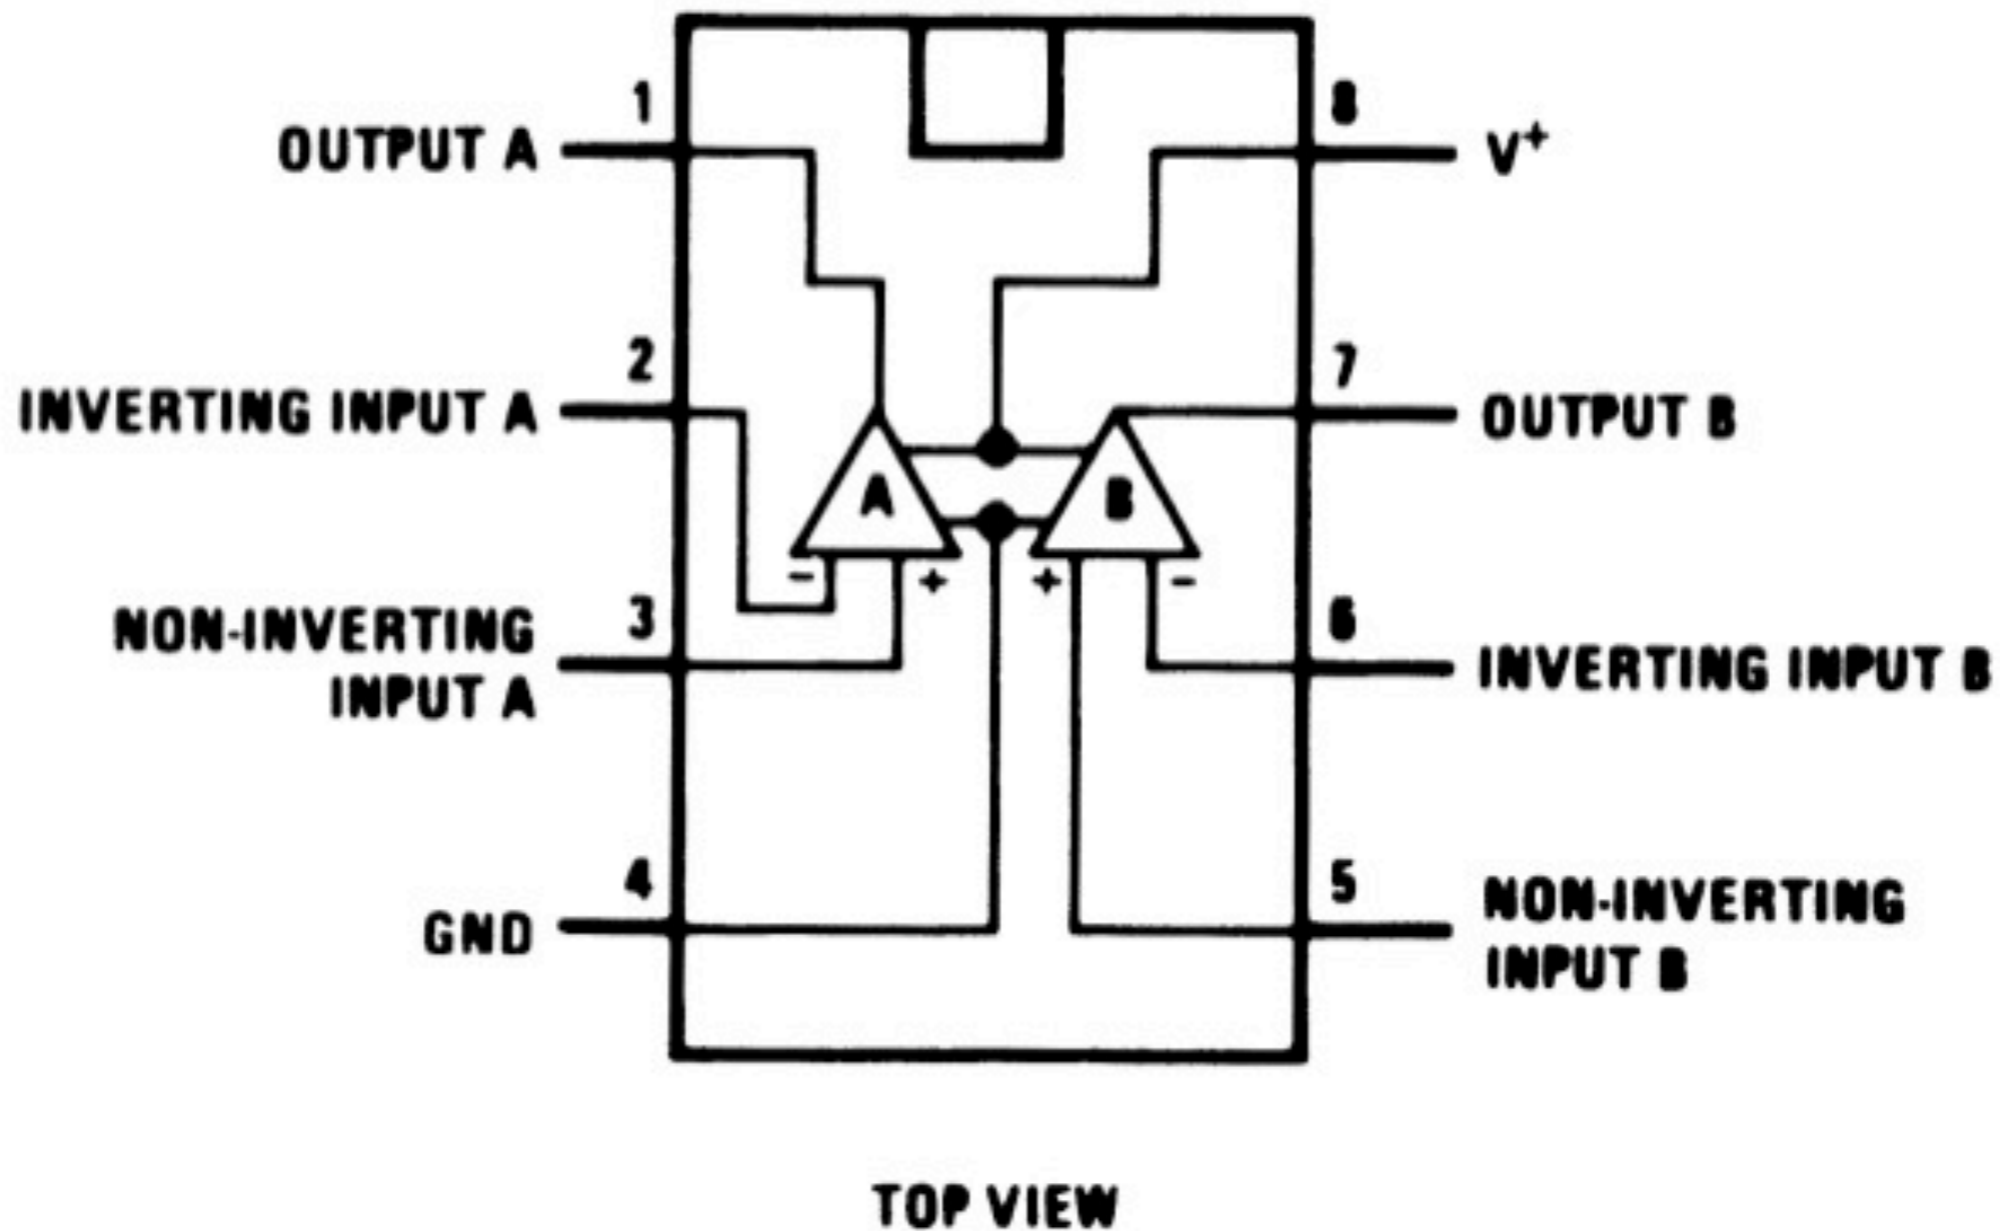 1
OUTPUT A
2
INVERTING INPUT A
3
NON-INVERTING
INPUT A
4
GND
8
V+
7
OUTPUT B
6
INVERTING INPUT B
5
NON-INVERTING
INPUT B
A
B
- +
+ -
TOP VIEW